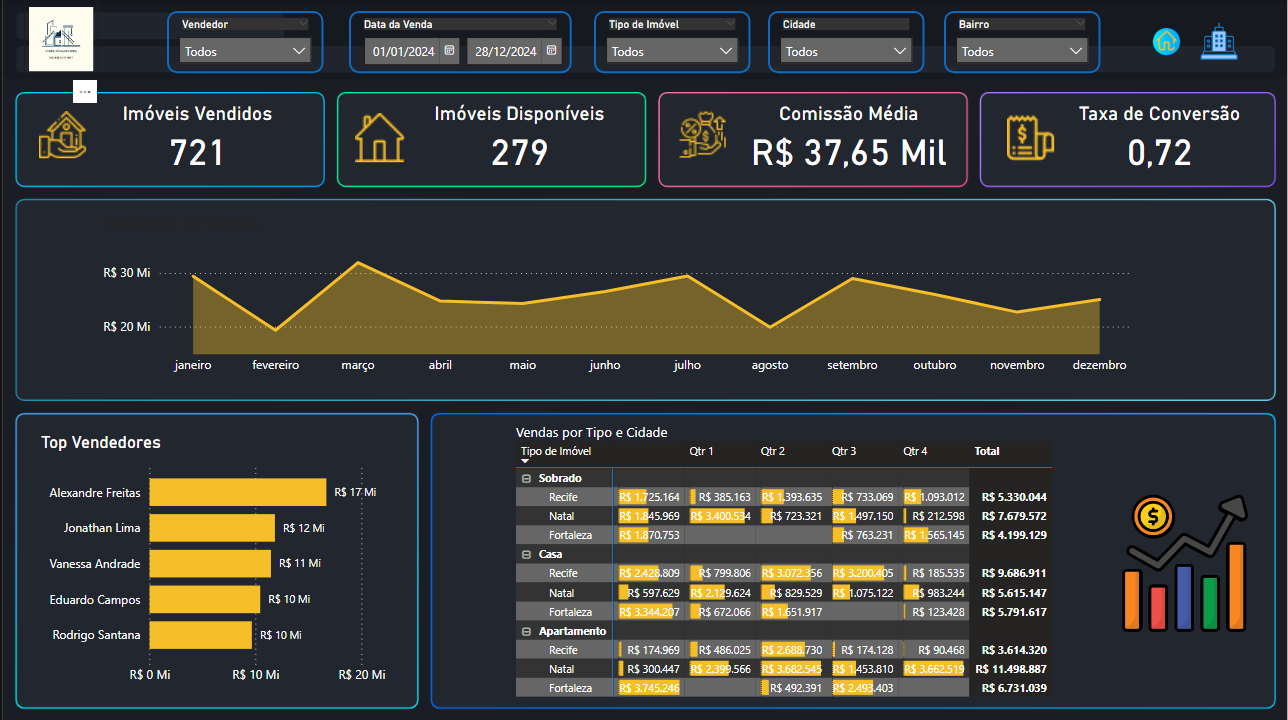 Vendedor
Todos
Data da Venda
01/01/2024 28/12/2024
Tipo de Imóvel
Todos
Cidade
Todos
Bairro
Todos
Imóveis Vendidos
721
Imóveis Disponíveis
279
Comissão Média
R$ 37,65 Mil
Taxa de Conversão
0,72
R$ 30 Mi
R$ 20 Mi
janeiro fevereiro março abril maio junho julho agosto setembro outubro novembro dezembro
Top Vendedores
Alexandre Freitas R$ 17 Mi
Jonathan Lima R$ 12 Mi
Vanessa Andrade R$ 11 Mi
Eduardo Campos R$ 10 Mi
Rodrigo Santana R$ 10 Mi
R$ 0 Mi R$ 10 Mi R$ 20 Mi
Vendas por Tipo e Cidade
Tipo de Imóvel Qtr 1 Qtr 2 Qtr 3 Qtr 4 Total
Sobrado
Recife R$ 1.725.164 R$ 385.163 R$ 1.393.635 R$ 733.069 R$ 1.093.012 R$ 5.330.044
Natal R$ 1.845.969 R$ 3.400.534 R$ 723.321 R$ 1.497.150 R$ 212.598 R$ 7.679.572
Fortaleza R$ 1.870.753 R$ 763.231 R$ 1.565.145 R$ 4.199.129
Casa
Recife R$ 2.428.809 R$ 799.806 R$ 3.072.356 R$ 3.200.405 R$ 185.535 R$ 9.686.911
Natal R$ 597.629 R$ 2.129.624 R$ 829.529 R$ 1.075.122 R$ 983.244 R$ 5.615.147
Fortaleza R$ 3.344.207 R$ 672.066 R$ 1.651.917 R$ 123.428 R$ 5.791.617
Apartamento
Recife R$ 174.969 R$ 486.025 R$ 2.688.730 R$ 174.128 R$ 90.468 R$ 3.614.320
Natal R$ 300.447 R$ 2.399.566 R$ 3.682.545 R$ 1.453.810 R$ 3.662.519 R$ 11.498.887
Fortaleza R$ 3.745.246 R$ 492.391 R$ 2.493.403 R$ 6.731.039